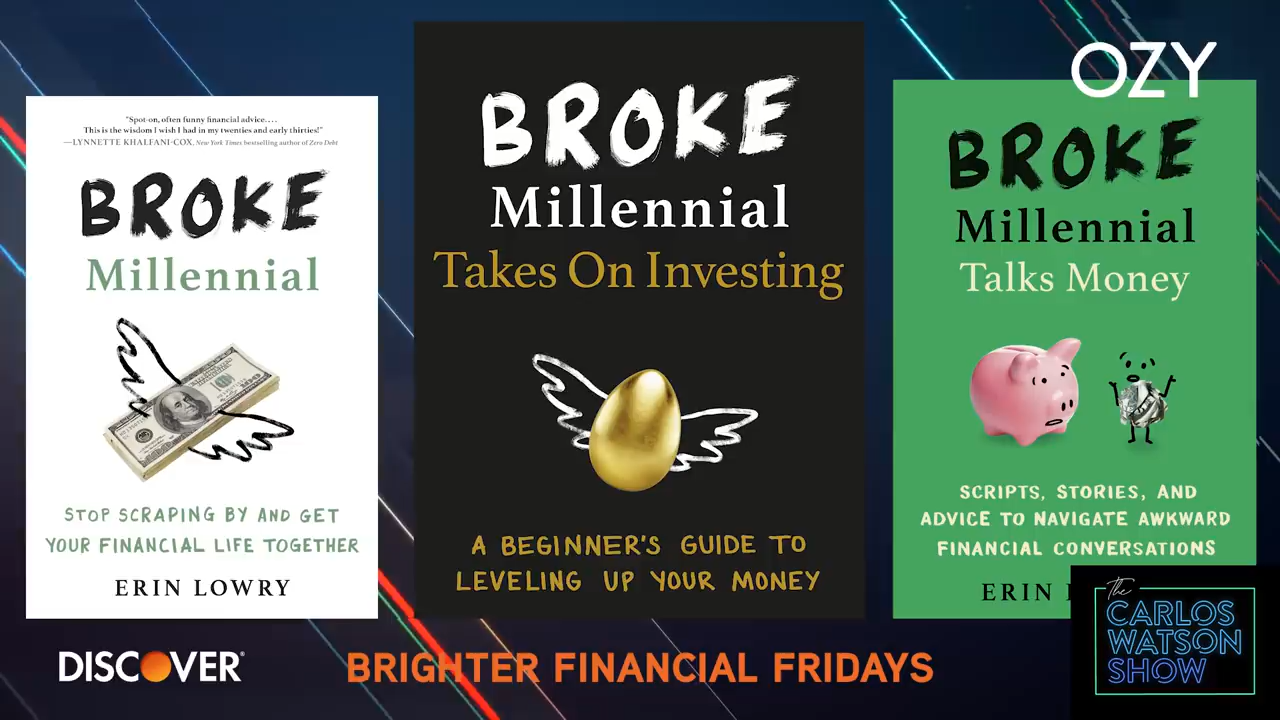 "Spot-on, often funny financial advice. . . .
This is the wisdom I wish I had in my twenties and early thirties!"
—LYNNETTE KHALFANI-COX, New York Times bestselling author of Zero Debt
BROKE
Millennial
STOP SCRAPING BY AND GET
YOUR FINANCIAL LIFE TOGETHER
ERIN LOWRY
BROKE
Millennial
Takes On Investing
A BEGINNER'S GUIDE TO
LEVELING UP YOUR MONEY
OZY
BROKE
Millennial
Talks Money
SCRIPTS, STORIES, AND
ADVICE TO NAVIGATE AWKWARD
FINANCIAL CONVERSATIONS
ERIN
DISCOVER®
BRIGHTER FINANCIAL FRIDAYS
The
CARLOS
WATSON
SHOW